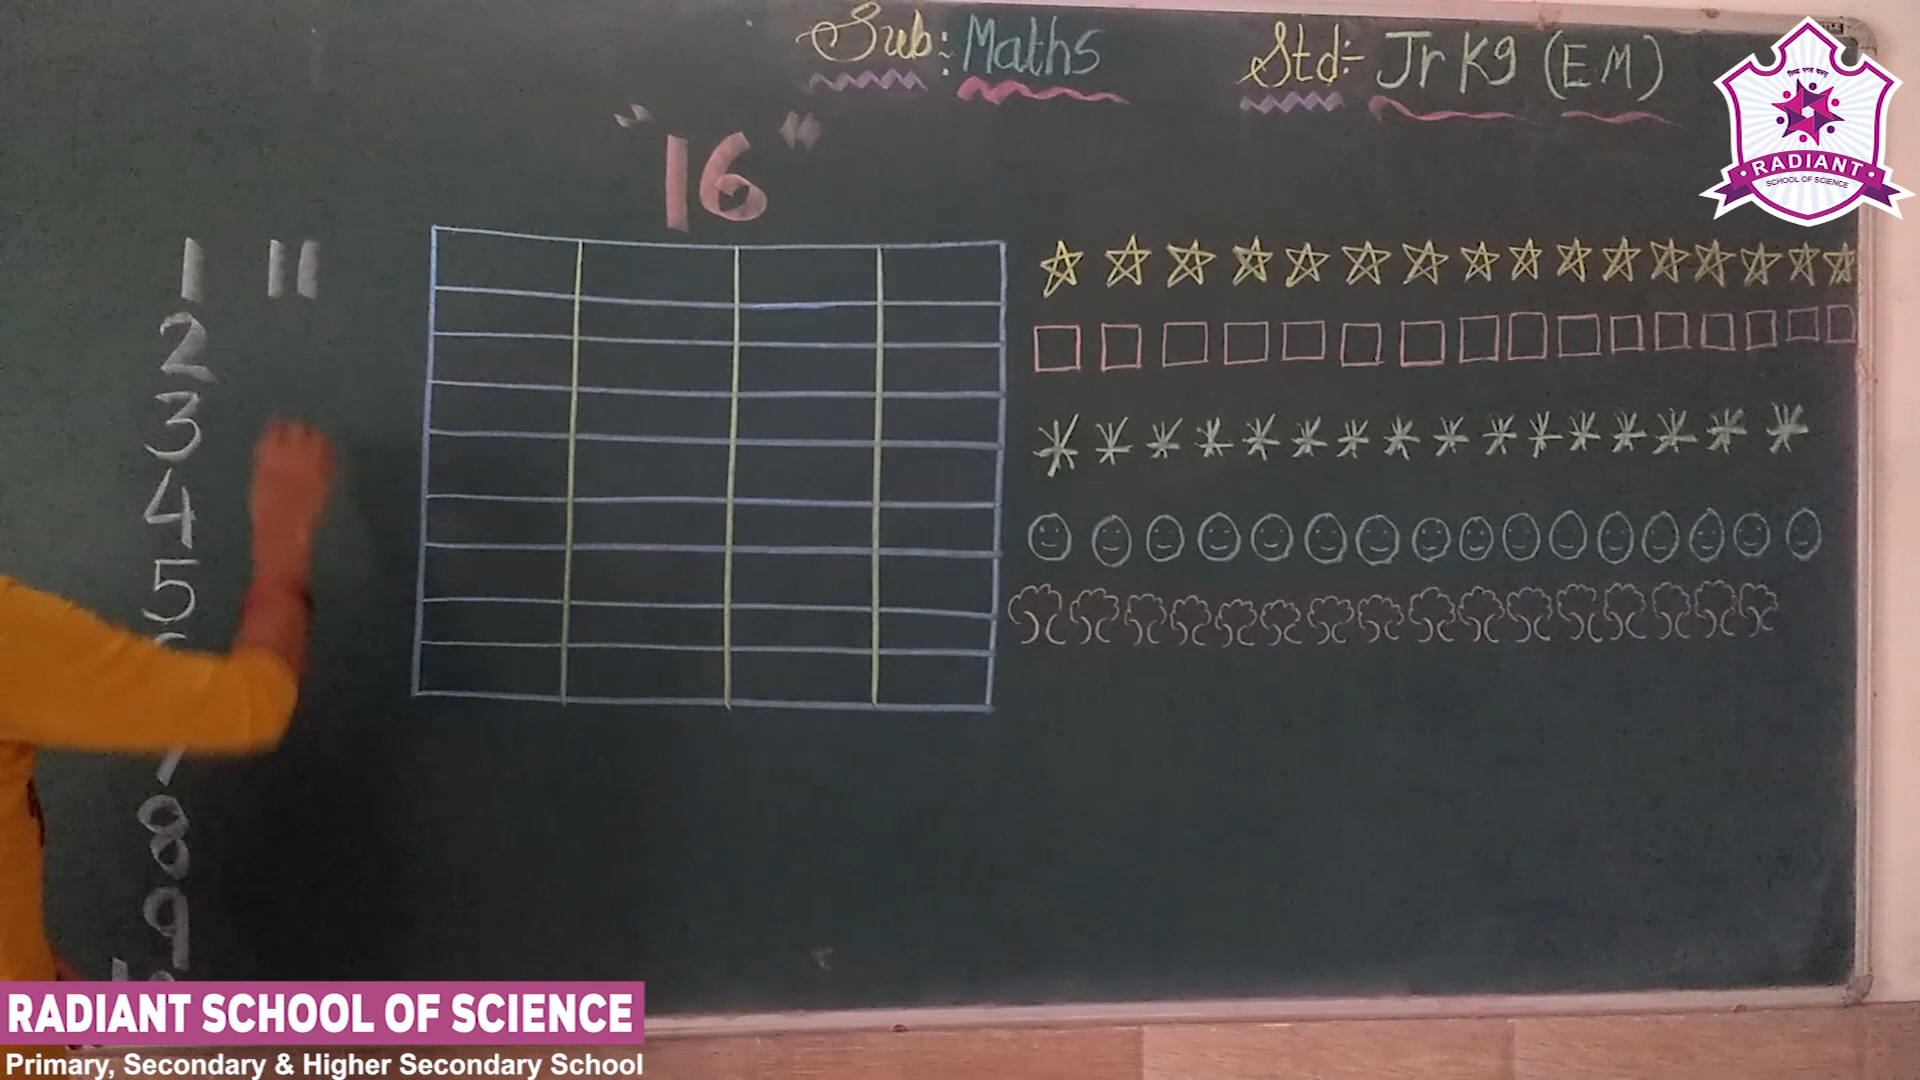 Sub:- Maths
Std:- Jr Kg (E.M)
"16"
1 11
2
3
4
5
8
9
RADIANT
SCHOOL OF SCIENCE
RADIANT SCHOOL OF SCIENCE
Primary, Secondary & Higher Secondary School